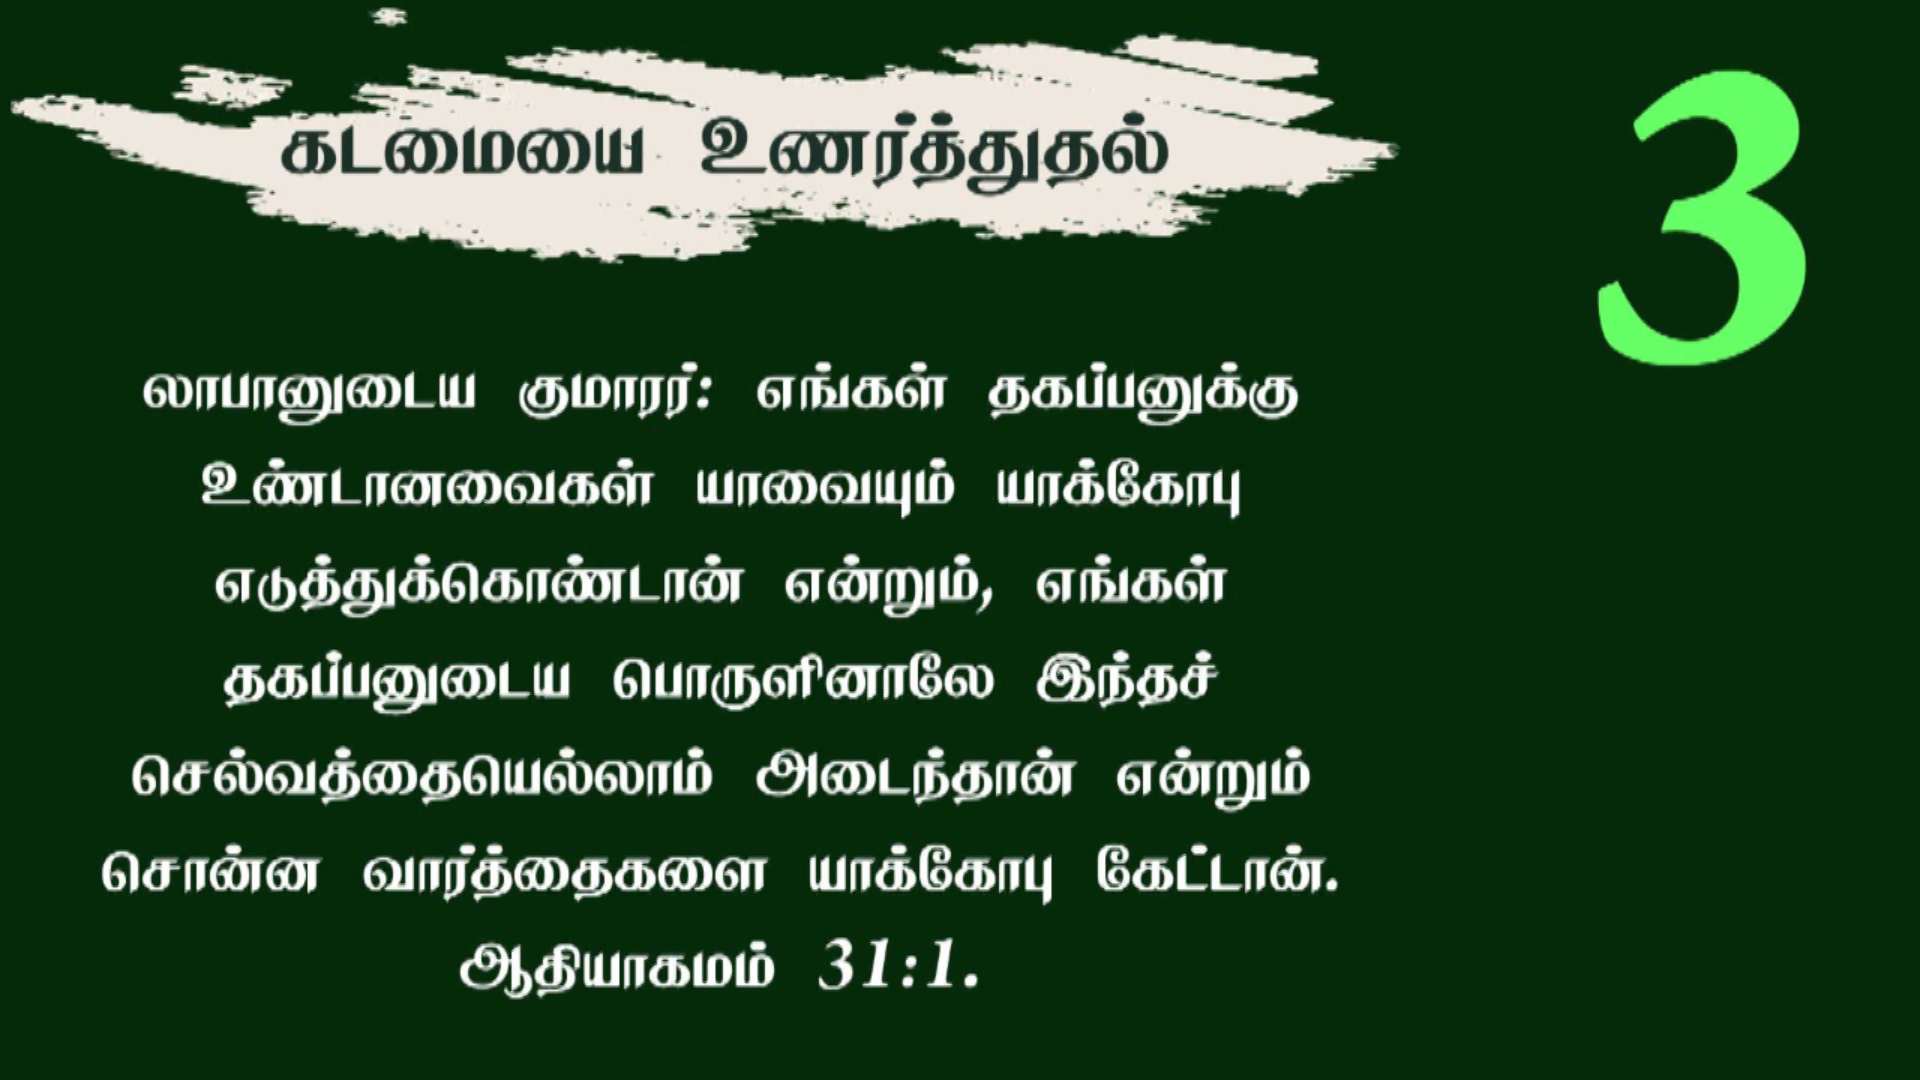 கடமையை உணர்த்துதல்
3
லாபானுடைய குமாரர்: எங்கள் தகப்பனுக்கு
உண்டானவைகள் யாவையும் யாக்கோபு
எடுத்துக்கொண்டான் என்றும், எங்கள்
தகப்பனுடைய பொருளினாலே இந்தச்
செல்வத்தையெல்லாம் அடைந்தான் என்றும்
சொன்ன வார்த்தைகளை யாக்கோபு கேட்டான்.
ஆதியாகமம் 31:1.